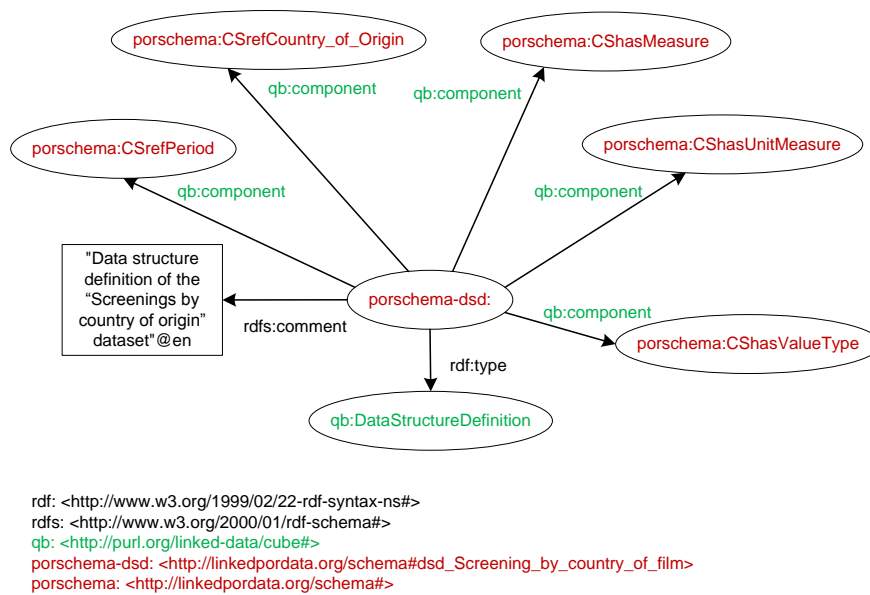 porschema:CSrefCountry_of_Origin
porschema:CShasMeasure
qb:component
qb:component
porschema:CSrefPeriod
porschema:CShasUnitMeasure
qb:component
qb:component
"Data structure
definition of the
“Screenings by
country of origin”
dataset"@en
porschema-dsd:
rdfs:comment
qb:component
porschema:CShasValueType
rdf:type
qb:DataStructureDefinition
rdf: <http://www.w3.org/1999/02/22-rdf-syntax-ns#>
rdfs: <http://www.w3.org/2000/01/rdf-schema#>
qb: <http://purl.org/linked-data/cube#>
porschema-dsd: <http://linkedpordata.org/schema#dsd_Screening_by_country_of_film>
porschema: <http://linkedpordata.org/schema#>